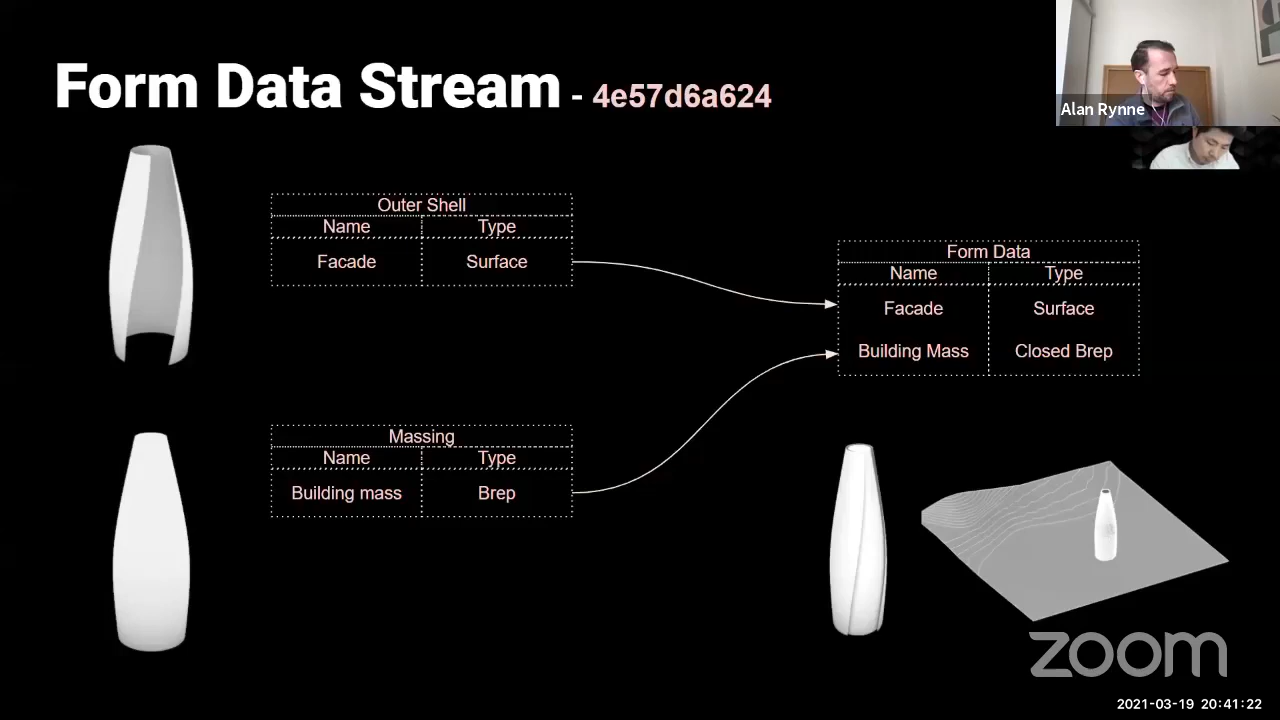 Form Data Stream - 4e57d6a624
Alan Rynne
Outer Shell
Name Type
Facade Surface
Form Data
Name Type
Facade Surface
Building Mass Closed Brep
Massing
Name Type
Building mass Brep
zoom
2021-03-19 20:41:22